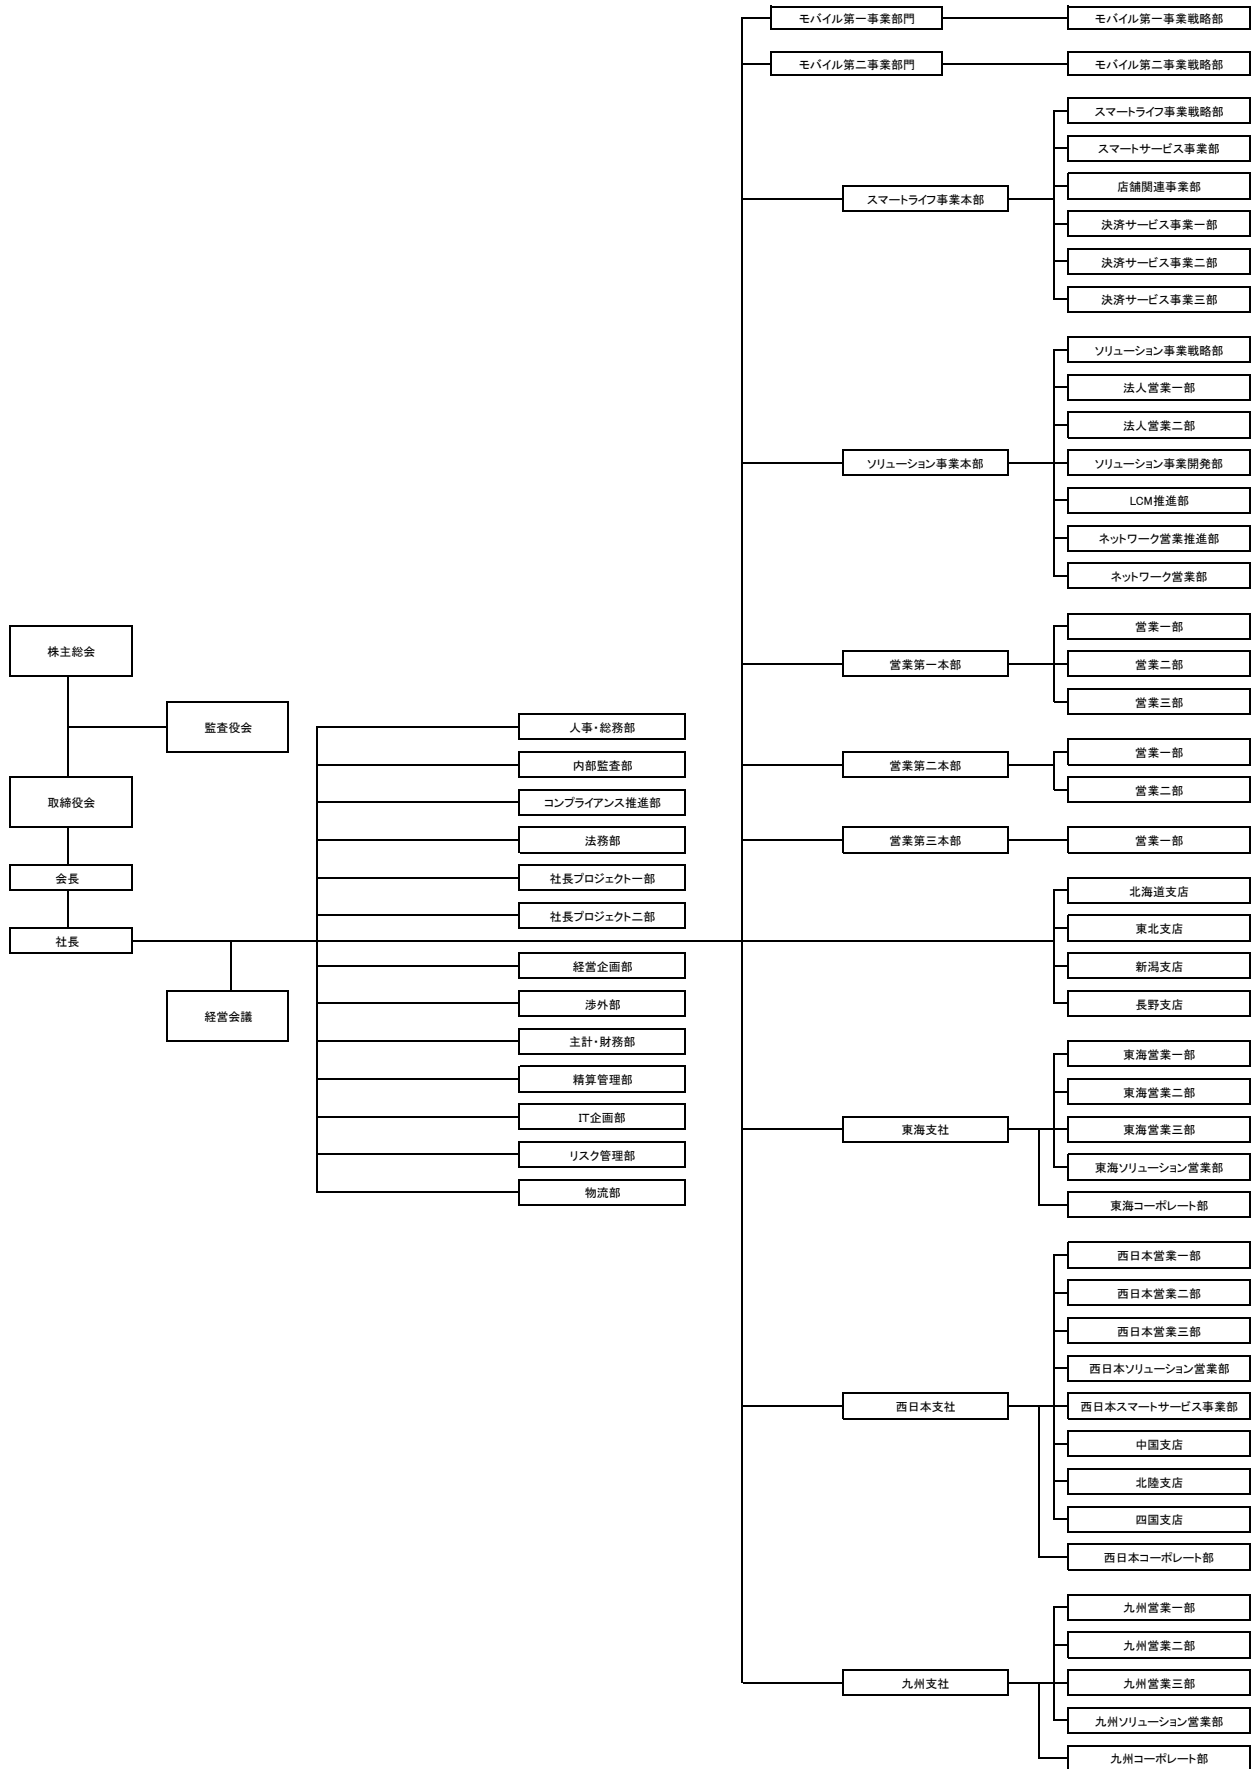 株主総会
監査役会
取締役会
会長
社長
経営会議
人事・総務部
内部監査部
コンプライアンス推進部
法務部
社長プロジェクト一部
社長プロジェクト二部
経営企画部
渉外部
主計・財務部
精算管理部
IT企画部
リスク管理部
物流部
モバイル第一事業部門
モバイル第一事業戦略部
モバイル第二事業部門
モバイル第二事業戦略部
スマートライフ事業本部
スマートライフ事業戦略部
スマートサービス事業部
店舗関連事業部
決済サービス事業一部
決済サービス事業二部
決済サービス事業三部
ソリューション事業本部
ソリューション事業戦略部
法人営業一部
法人営業二部
ソリューション事業開発部
LCM推進部
ネットワーク営業推進部
ネットワーク営業部
営業第一本部
営業一部
営業二部
営業三部
営業第二本部
営業一部
営業二部
営業第三本部
営業一部
北海道支店
東北支店
新潟支店
長野支店
東海支社
東海営業一部
東海営業二部
東海営業三部
東海ソリューション営業部
東海コーポレート部
西日本支社
西日本営業一部
西日本営業二部
西日本営業三部
西日本ソリューション営業部
西日本スマートサービス事業部
中国支店
北陸支店
四国支店
西日本コーポレート部
九州支社
九州営業一部
九州営業二部
九州営業三部
九州ソリューション営業部
九州コーポレート部